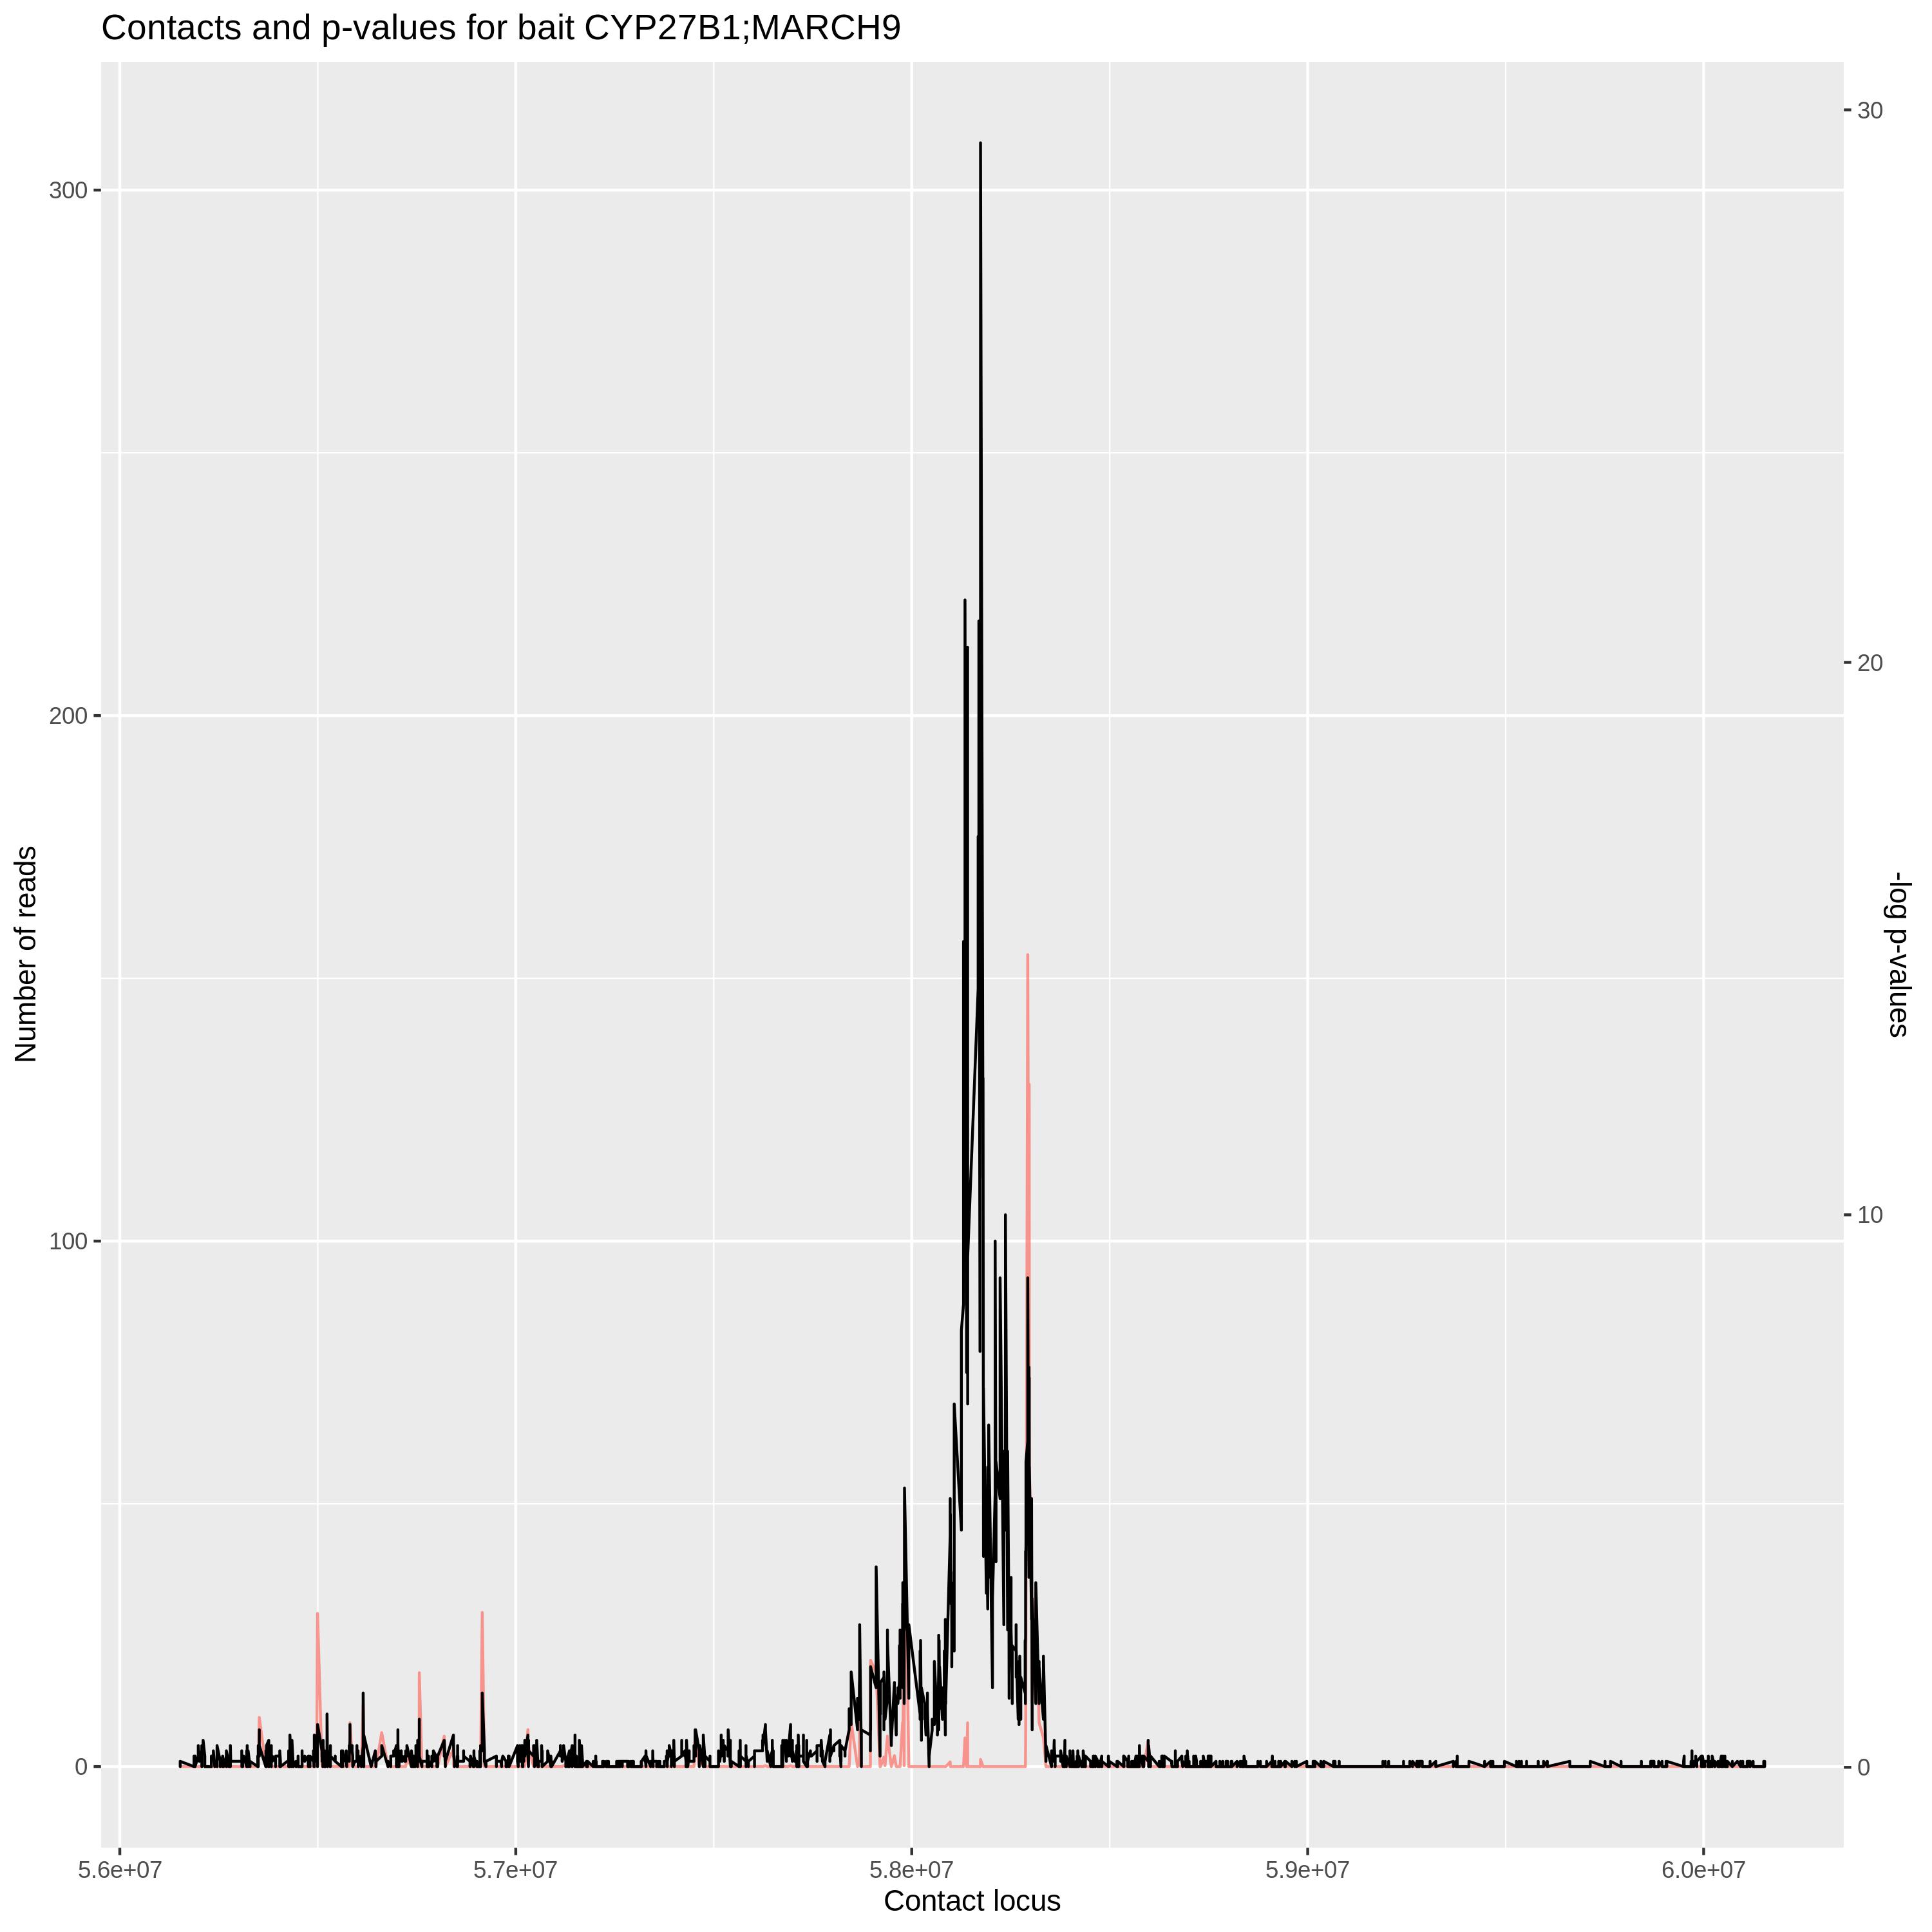 Contacts and p-values for bait CYP27B1;MARCH9
300
200
100
0
Number of reads
30
20
10
0
-log p-values
5.6e+07
5.7e+07
5.8e+07
5.9e+07
6.0e+07
Contact locus